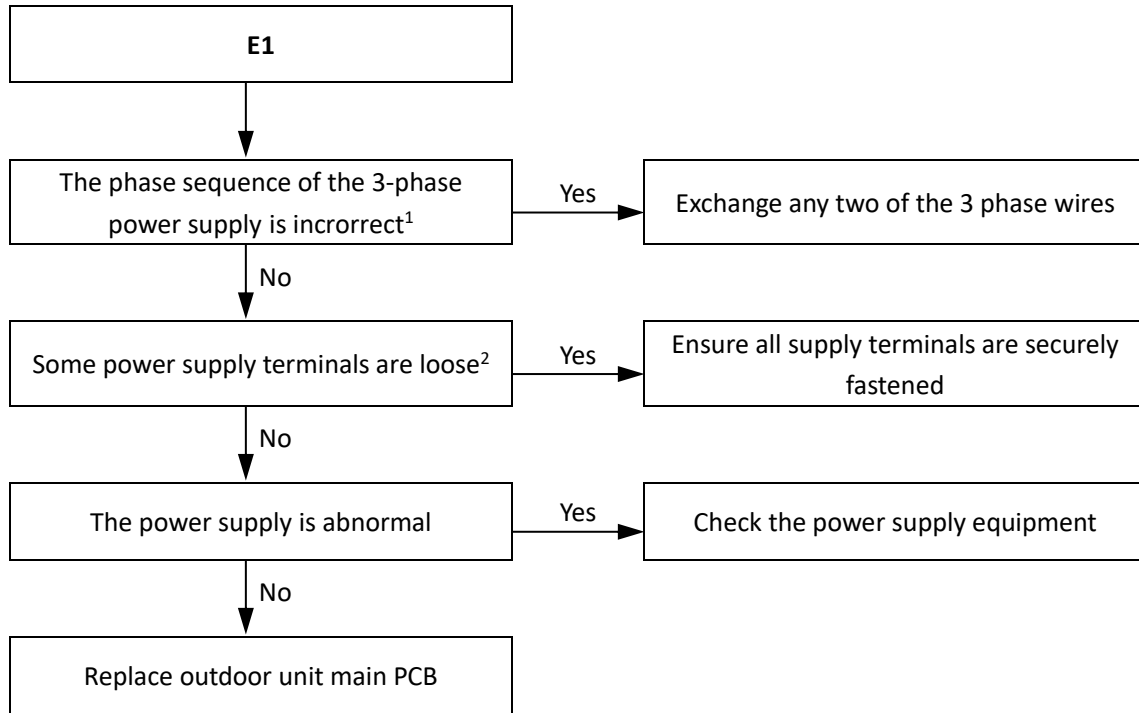 E1
The phase sequence of the 3-phase
power supply is incrorrect¹
Yes
Exchange any two of the 3 phase wires
No
Some power supply terminals are loose²
Yes
Ensure all supply terminals are securely
fastened
No
The power supply is abnormal
Yes
Check the power supply equipment
No
Replace outdoor unit main PCB